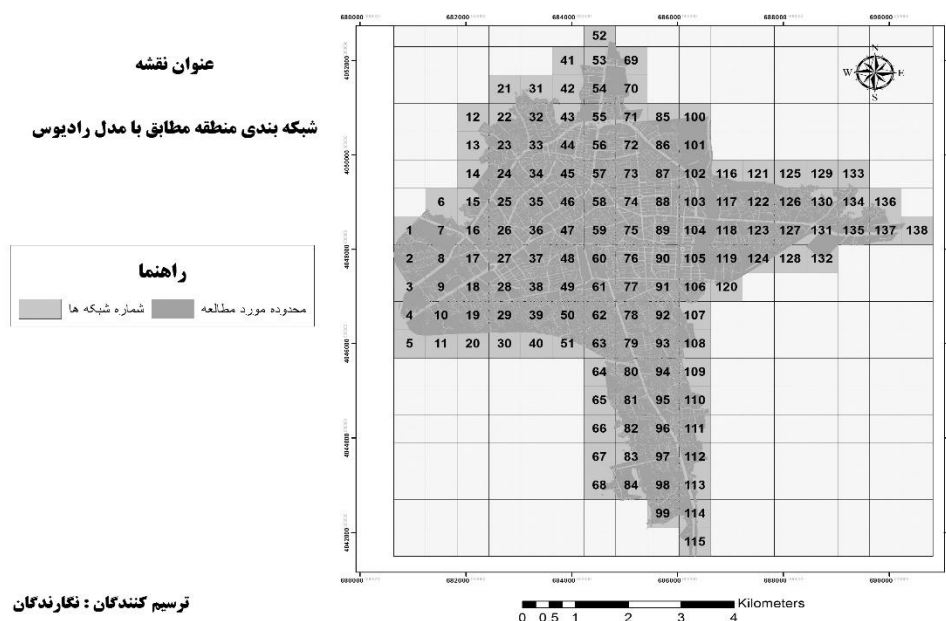 عنوان نقشه
شبکه بندی منطقه مطابق با مدل رادیوس
راهنما
محدوده مورد مطالعه شماره شبکه ها
ترسیم کنندگان : نگارندگان
680000 682000 684000 686000 688000 690000
52
4052000 41 53 69
N
W E
S
21 31 42 54 70
12 22 32 43 55 71 85 100
4050000 13 23 33 44 56 72 86 101
14 24 34 45 57 73 87 102 116 121 125 129 133
6 15 25 35 46 58 74 88 103 117 122 126 130 134 136
1 7 16 26 36 47 59 75 89 104 118 123 127 131 135 137 138
4048000 2 8 17 27 37 48 60 76 90 105 119 124 128 132
3 9 18 28 38 49 61 77 91 106 120
4 10 19 29 39 50 62 78 92 107
4046000 5 11 20 30 40 51 63 79 93 108
64 80 94 109
65 81 95 110
4044000 66 82 96 111
67 83 97 112
68 84 98 113
99 114
4042000 115
680000 682000 684000 686000 688000 690000
Kilometers
0 0.5 1 2 3 4